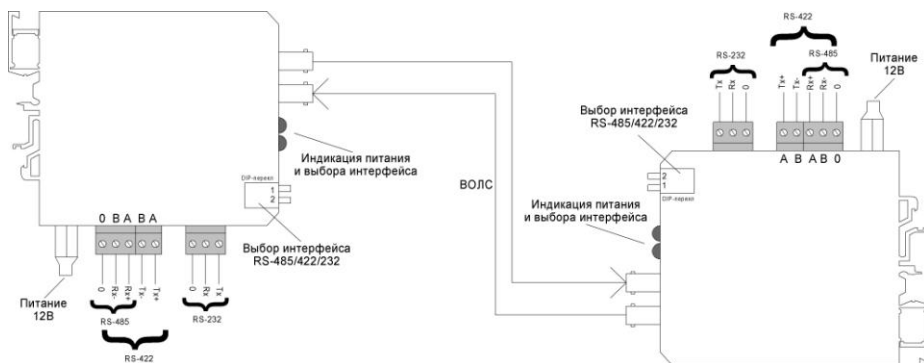 Индикация питания
и выбора интерфейса
DIP-перекл
1
2
Выбор интерфейса
RS-485/422/232
0 B A B A
0
Rx-
Rx+
Tx-
Tx+
0
Rx
Tx
Питание
12В
RS-485
RS-422
RS-232
ВОЛС
RS-422
RS-485
RS-232
Питание
12В
Tx
Rx
0
Tx+
Tx-
Rx+
Rx-
0
A B A B 0
Выбор интерфейса
RS-485/422/232
2
1
DIP-перекл
Индикация питания
и выбора интерфейса